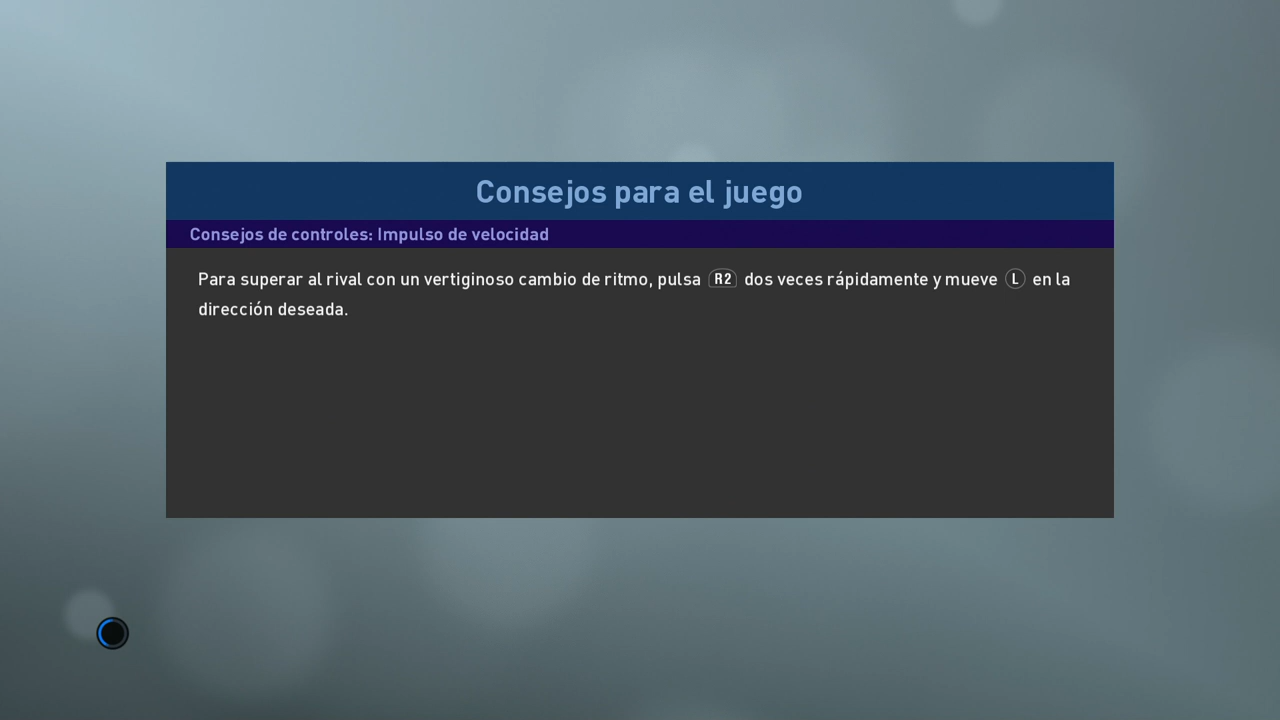 Consejos para el juego
Consejos de controles: Impulso de velocidad
Para superar al rival con un vertiginoso cambio de ritmo, pulsa R2 dos veces rápidamente y mueve L en la
dirección deseada.